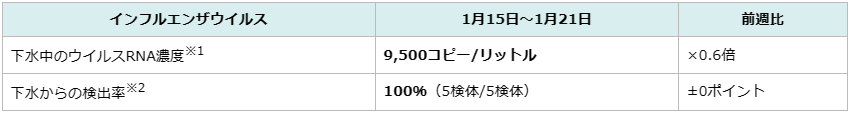 インフルエンザウイルス 1月15日~1月21日 前週比
下水中のウイルスRNA濃度※1 9,500コピー/リットル ×0.6倍
下水からの検出率※2 100%（5検体/5検体） ±0ポイント